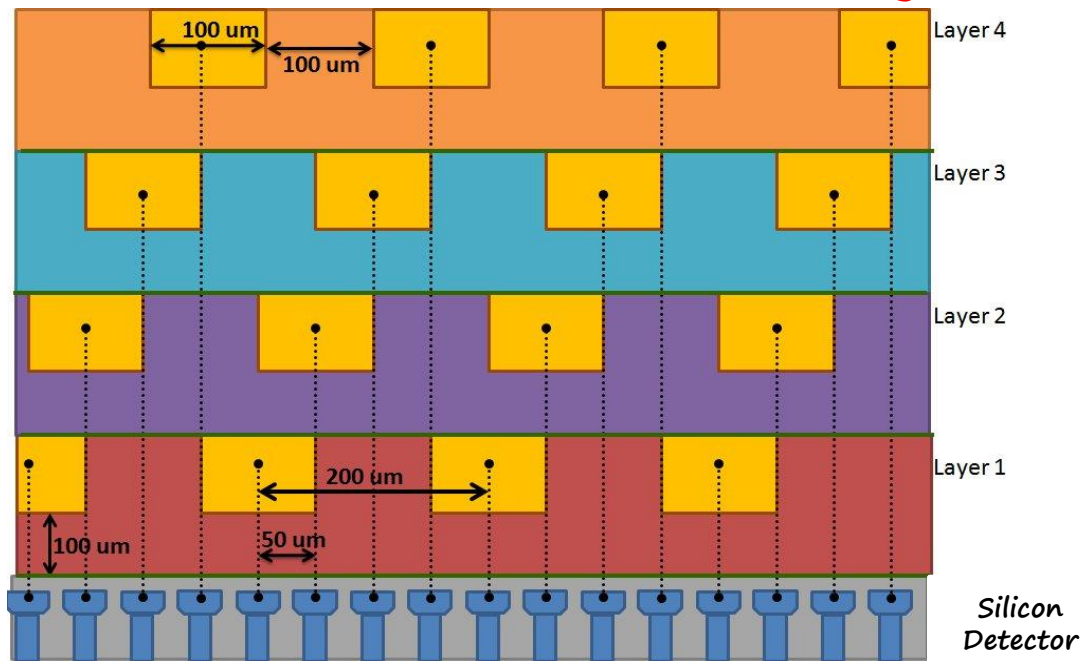 100 um
100 um
Layer 4
Layer 3
Layer 2
Layer 1
200 um
50 um
100 um
Silicon
Detector